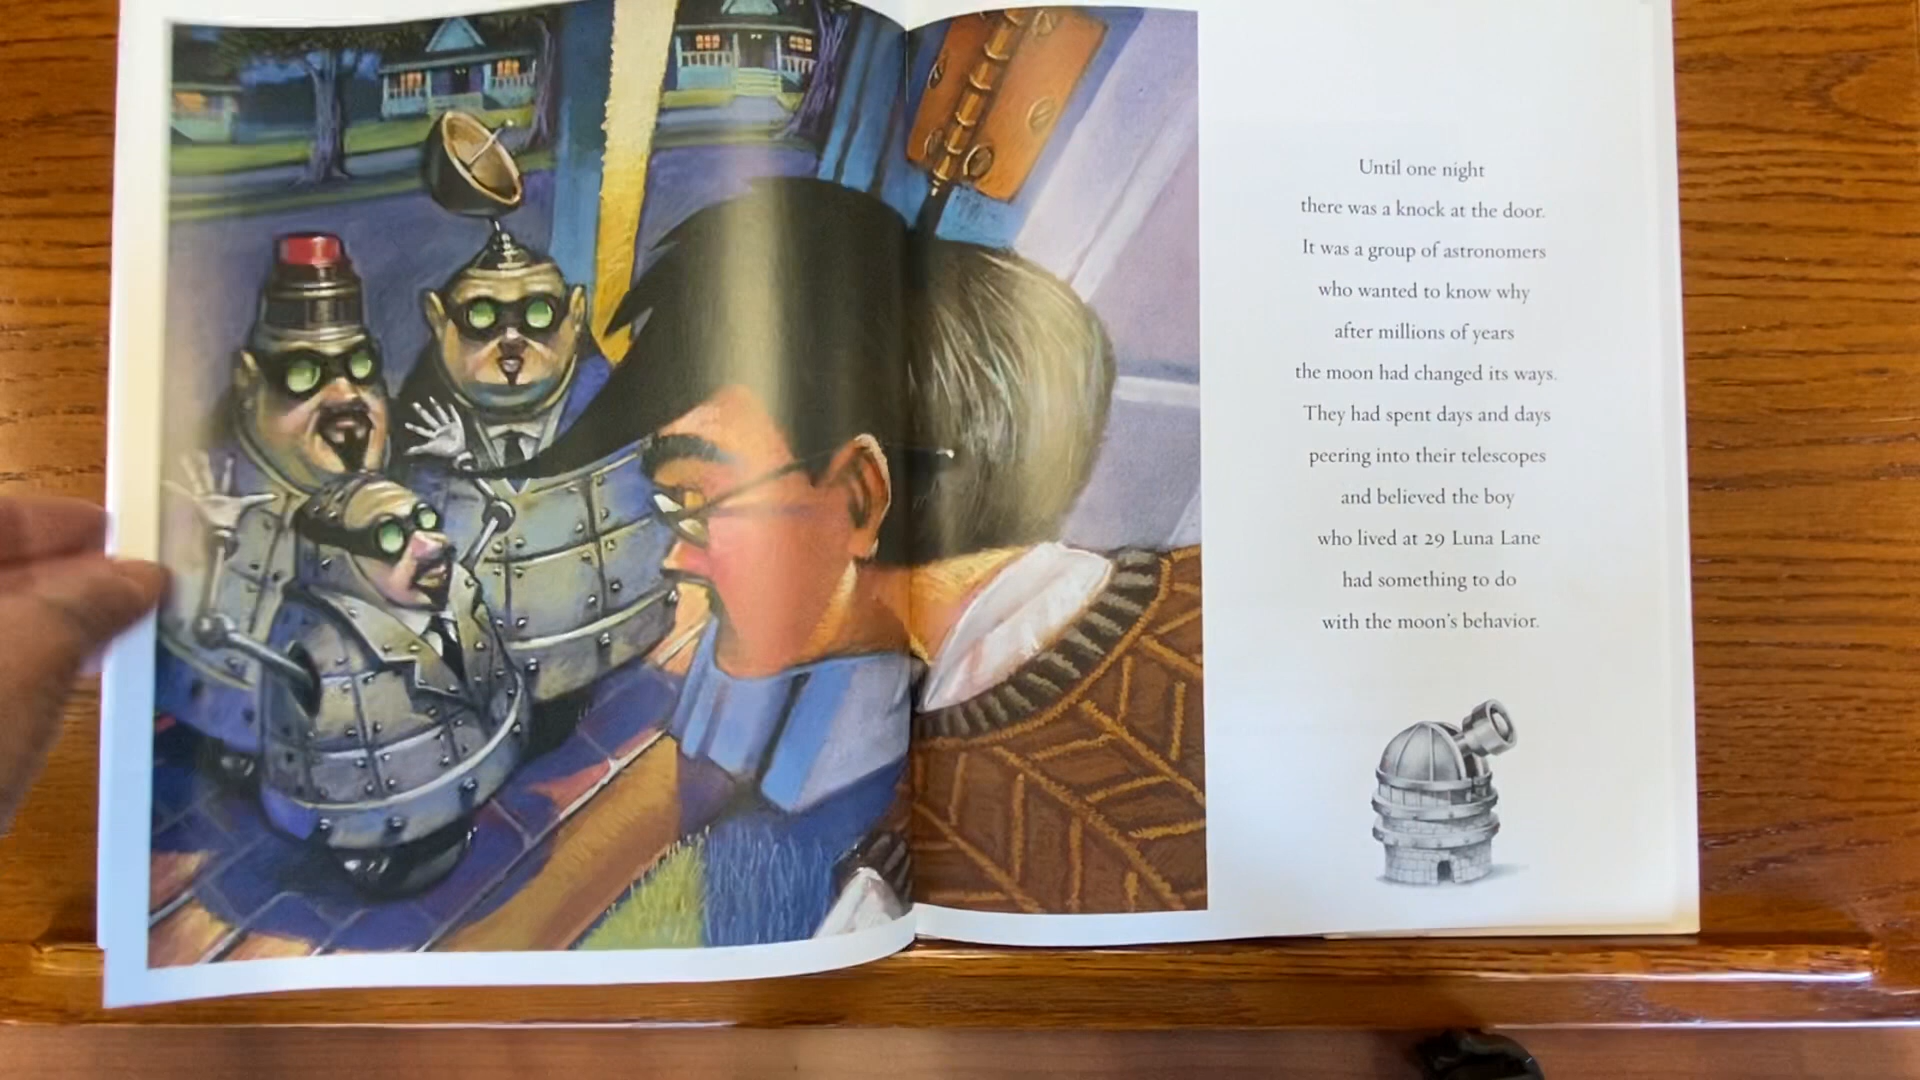 Until one night
there was a knock at the door.
It was a group of astronomers
who wanted to know why
after millions of years
the moon had changed its ways.
They had spent days and days
peering into their telescopes
and believed the boy
who lived at 29 Luna Lane
had something to do
with the moon's behavior.